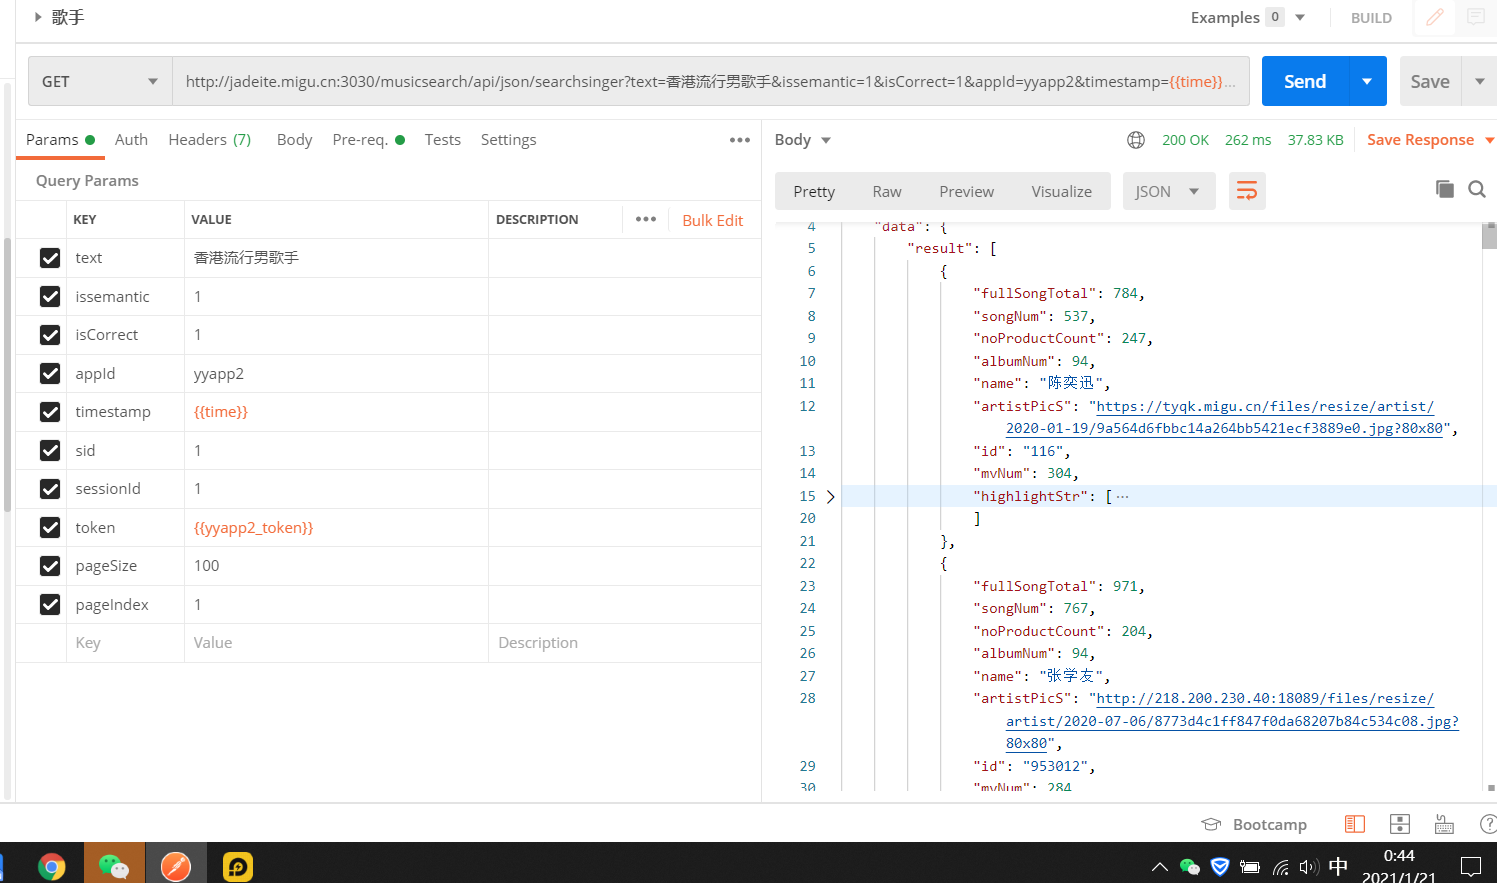 歌手
Examples 0
BUILD
GET
http://jadeite.migu.cn:3030/musicsearch/api/json/searchsinger?text=香港流行男歌手&issemantic=1&isCorrect=1&appId=yyapp2&timestamp={{time}}...
Send
Save
Params
Auth
Headers (7)
Body
Pre-req.
Tests
Settings
Body
200 OK
262 ms
37.83 KB
Save Response
Query Params
Pretty
Raw
Preview
Visualize
JSON
KEY VALUE DESCRIPTION
Bulk Edit
text 香港流行男歌手
issemantic 1
isCorrect 1
appId yyapp2
timestamp {{time}}
sid 1
sessionId 1
token {{yyapp2_token}}
pageSize 100
pageIndex 1
Key Value Description
4 "data": {
5 "result": [
6 {
7 "fullSongTotal": 784,
8 "songNum": 537,
9 "noProductCount": 247,
10 "albumNum": 94,
11 "name": "陈奕迅",
12 "artistPicS": "https://tyqk.migu.cn/files/resize/artist/
2020-01-19/9a564d6fbbc14a264bb5421ecf3889e0.jpg?80x80",
13 "id": "116",
14 "mvNum": 304,
15 "highlightStr": [ ...
20 ]
21 },
22 {
23 "fullSongTotal": 971,
24 "songNum": 767,
25 "noProductCount": 204,
26 "albumNum": 94,
27 "name": "张学友",
28 "artistPicS": "http://218.200.230.40:18089/files/resize/
artist/2020-07-06/8773d4c1ff847f0da68207b84c534c08.jpg?
80x80",
29 "id": "953012",
30 "mvNum": 284
Bootcamp
中
0:44
2021/1/21